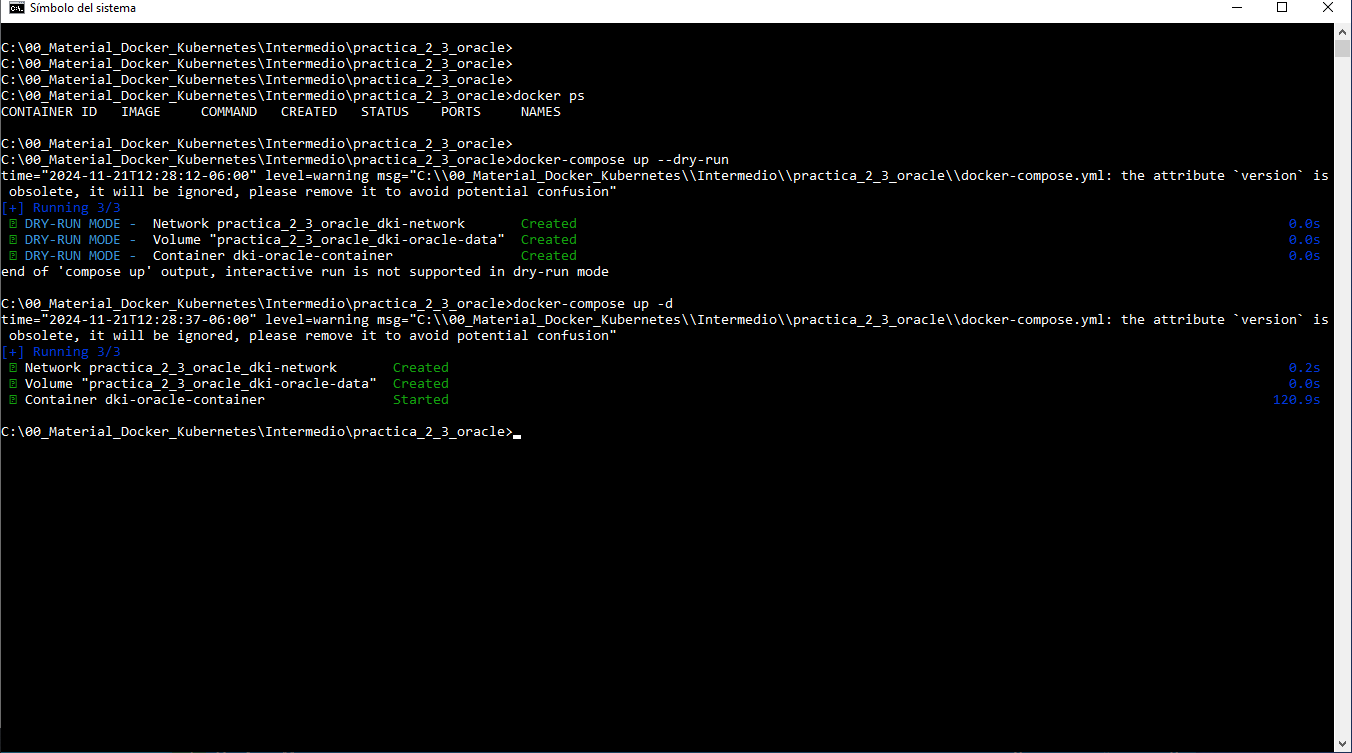 Símbolo del sistema
C:\00_Material_Docker_Kubernetes\Intermedio\practica_2_3_oracle>
C:\00_Material_Docker_Kubernetes\Intermedio\practica_2_3_oracle>
C:\00_Material_Docker_Kubernetes\Intermedio\practica_2_3_oracle>
C:\00_Material_Docker_Kubernetes\Intermedio\practica_2_3_oracle>docker ps
CONTAINER ID   IMAGE     COMMAND   CREATED   STATUS    PORTS     NAMES
C:\00_Material_Docker_Kubernetes\Intermedio\practica_2_3_oracle>
C:\00_Material_Docker_Kubernetes\Intermedio\practica_2_3_oracle>docker-compose up --dry-run
time="2024-11-21T12:28:12-06:00" level=warning msg="C:\\00_Material_Docker_Kubernetes\\Intermedio\\practica_2_3_oracle\\docker-compose.yml: the attribute `version` is
obsolete, it will be ignored, please remove it to avoid potential confusion"
[+] Running 3/3
DRY-RUN MODE -  Network practica_2_3_oracle_dki-network       Created 0.0s
DRY-RUN MODE -  Volume "practica_2_3_oracle_dki-oracle-data"  Created 0.0s
DRY-RUN MODE -  Container dki-oracle-container                Created 0.0s
end of 'compose up' output, interactive run is not supported in dry-run mode
C:\00_Material_Docker_Kubernetes\Intermedio\practica_2_3_oracle>docker-compose up -d
time="2024-11-21T12:28:37-06:00" level=warning msg="C:\\00_Material_Docker_Kubernetes\\Intermedio\\practica_2_3_oracle\\docker-compose.yml: the attribute `version` is
obsolete, it will be ignored, please remove it to avoid potential confusion"
[+] Running 3/3
Network practica_2_3_oracle_dki-network       Created 0.2s
Volume "practica_2_3_oracle_dki-oracle-data"  Created 0.0s
Container dki-oracle-container                Started 120.9s
C:\00_Material_Docker_Kubernetes\Intermedio\practica_2_3_oracle>